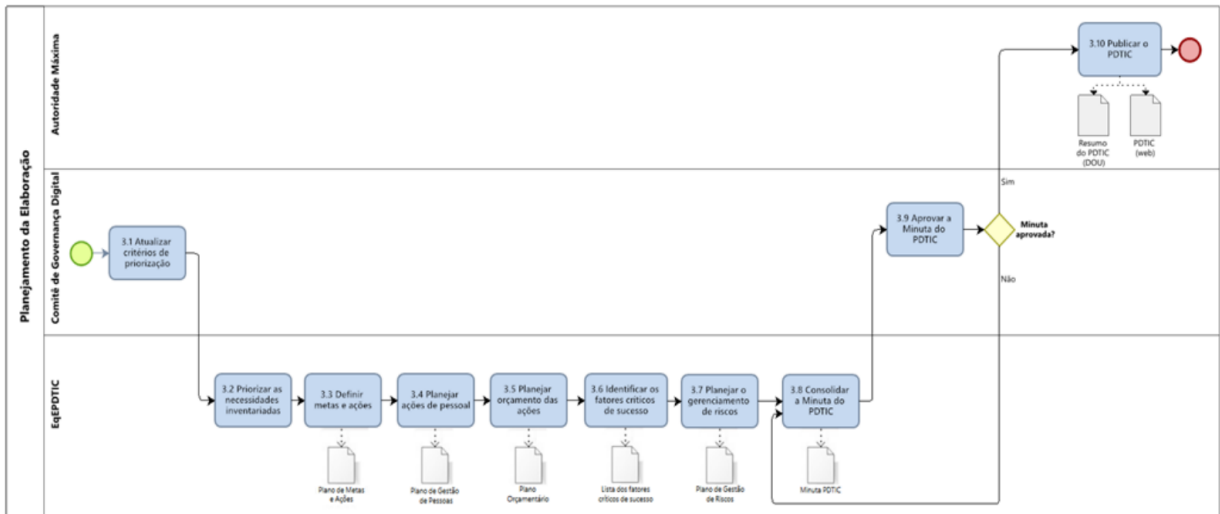 Planejamento da Elaboração
Autoridade Máxima
3.10 Publicar o
PDTIC
Resumo
do PDTIC
(DOU)
PDTIC
(web)
Comitê de Governança Digital
3.1 Atualizar
critérios de
priorização
3.9 Aprovar a
Minuta do
PDTIC
Sim
Minuta
aprovada?
Não
EqEPDTIC
3.2 Priorizar as
necessidades
inventariadas
3.3 Definir
metas e ações
3.4 Planejar
ações de pessoal
3.5 Planejar
orçamento das
ações
3.6 Identificar os
fatores críticos
de sucesso
3.7 Planejar o
gerenciamento
de riscos
3.8 Consolidar
a Minuta do
PDTIC
Plano de Metas
e Ações
Plano de Gestão
de Pessoas
Plano
Orçamentário
Lista dos fatores
críticos de sucesso
Plano de Gestão
de Riscos
Minuta PDTIC